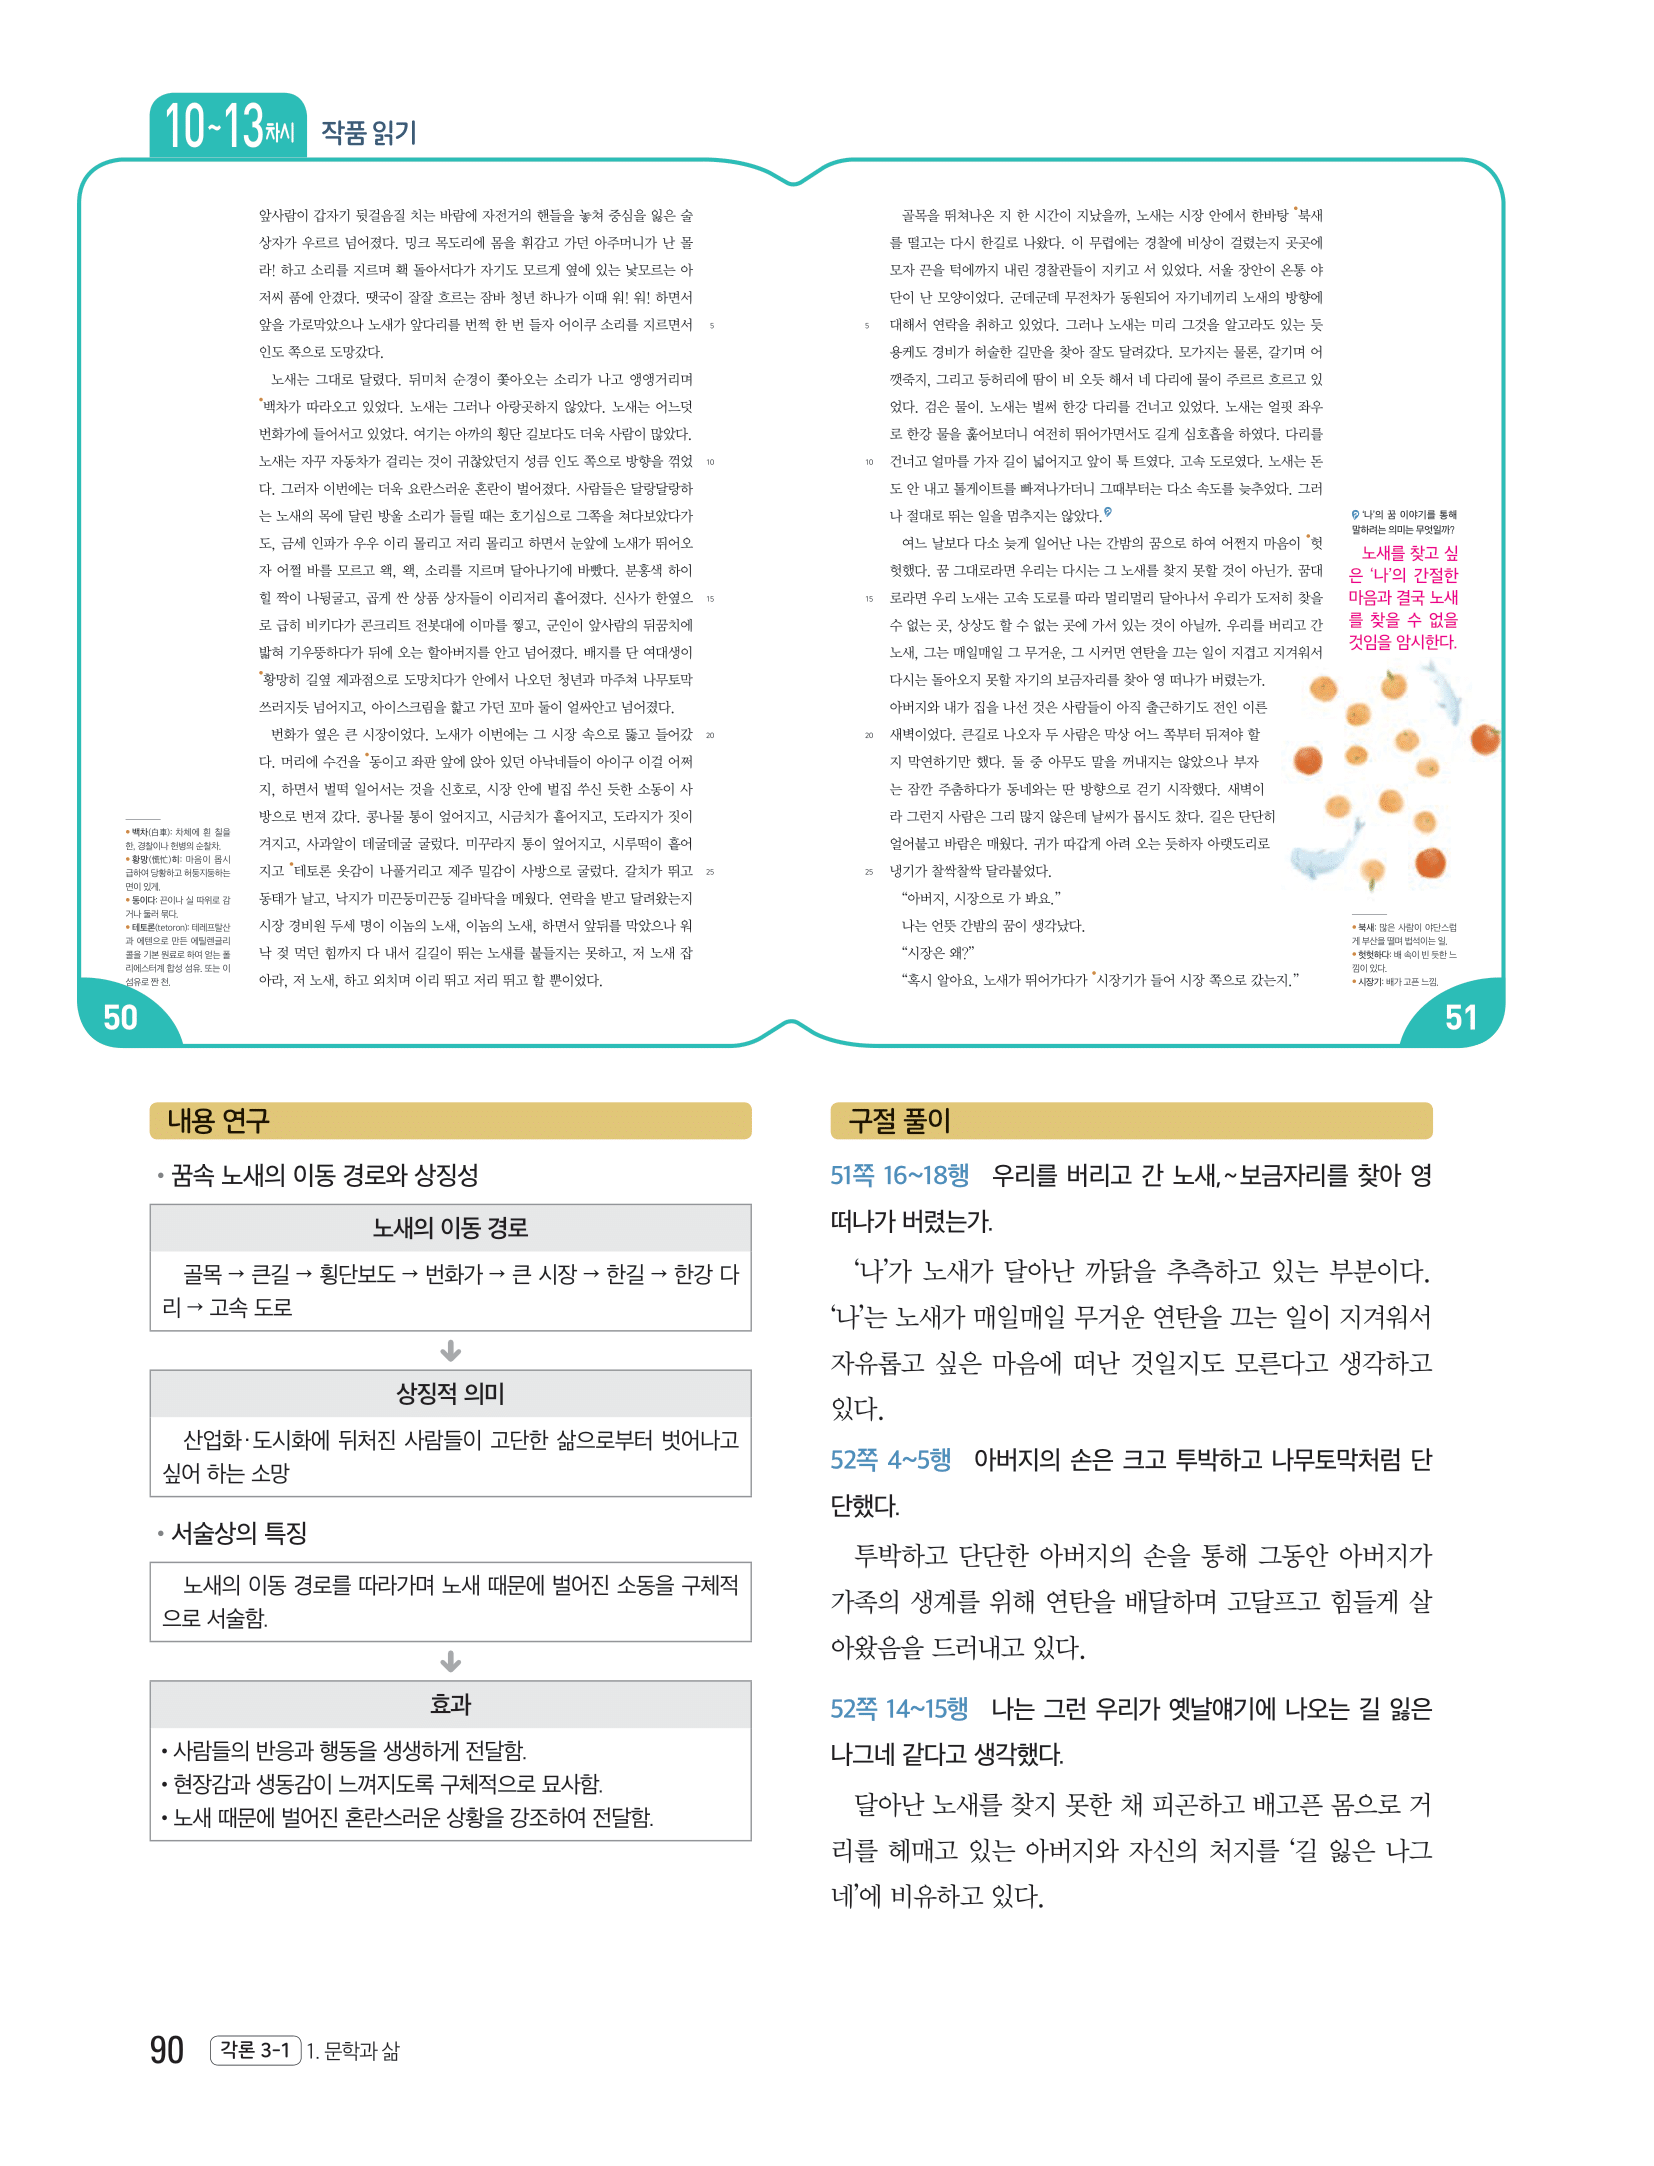 10~13차시 작품 읽기
앞사람이 갑자기 뒷걸음질 치는 바람에 자전거의 핸들을 놓쳐 중심을 잃은 술
상자가 우르르 넘어졌다. 밍크 목도리에 몸을 휘감고 가던 아주머니가 난 몰
라! 하고 소리를 지르며 홱 돌아서다가 자기도 모르게 옆에 있는 낯모르는 아
저씨 품에 안겼다. 땟국이 잘잘 흐르는 잠바 청년 하나가 이때 워! 워! 하면서
앞을 가로막았으나 노새가 앞다리를 번쩍 한 번 들자 어이쿠 소리를 지르면서
5
인도 쪽으로 도망갔다.
노새는 그대로 달렸다. 뒤미처 순경이 쫓아오는 소리가 나고 앵앵거리며
•백차가 따라오고 있었다. 노새는 그러나 아랑곳하지 않았다. 노새는 어느덧
번화가에 들어서고 있었다. 여기는 아까의 횡단 길보다도 더욱 사람이 많았다.
노새는 자꾸 자동차가 걸리는 것이 귀찮았던지 성큼 인도 쪽으로 방향을 꺾었
10
다. 그러자 이번에는 더욱 요란스러운 혼란이 벌어졌다. 사람들은 달랑달랑하
는 노새의 목에 달린 방울 소리가 들릴 때는 호기심으로 그쪽을 쳐다보았다가
도, 금세 인파가 우우 이리 몰리고 저리 몰리고 하면서 눈앞에 노새가 뛰어오
자 어쩔 바를 모르고 왝, 왝, 소리를 지르며 달아나기에 바빴다. 분홍색 하이
힐 짝이 나뒹굴고, 곱게 싼 상품 상자들이 이리저리 흩어졌다. 신사가 한옆으
15
로 급히 비키다가 콘크리트 전봇대에 이마를 찧고, 군인이 앞사람의 뒤꿈치에
밟혀 기우뚱하다가 뒤에 오는 할아버지를 안고 넘어졌다. 배지를 단 여대생이
•황망히 길옆 제과점으로 도망치다가 안에서 나오던 청년과 마주쳐 나무토막
쓰러지듯 넘어지고, 아이스크림을 핥고 가던 꼬마 둘이 얼싸안고 넘어졌다.
번화가 옆은 큰 시장이었다. 노새가 이번에는 그 시장 속으로 뚫고 들어갔
20
다. 머리에 수건을 •동이고 좌판 앞에 앉아 있던 아낙네들이 아이구 이걸 어쩌
지, 하면서 벌떡 일어서는 것을 신호로, 시장 안에 벌집 쑤신 듯한 소동이 사
방으로 번져 갔다. 콩나물 통이 엎어지고, 시금치가 흩어지고, 도라지가 짓이
겨지고, 사과알이 데굴데굴 굴렀다. 미꾸라지 통이 엎어지고, 시루떡이 흩어
지고 •테토론 옷감이 나풀거리고 제주 밀감이 사방으로 굴렀다. 갈치가 뛰고
25
동태가 날고, 낙지가 미끈둥미끈둥 길바닥을 메웠다. 연락을 받고 달려왔는지
시장 경비원 두세 명이 이놈의 노새, 이놈의 노새, 하면서 앞뒤를 막았으나 워
낙 젖 먹던 힘까지 다 내서 길길이 뛰는 노새를 붙들지는 못하고, 저 노새 잡
아라, 저 노새, 하고 외치며 이리 뛰고 저리 뛰고 할 뿐이었다.
• 백차(白車): 차체에 흰 칠을
한, 경찰이나 헌병의 순찰차.
• 황망(慌忙)히: 마음이 몹시
급하여 당황하고 허둥지둥하는
면이 있게.
• 동이다: 끈이나 실 따위로 감
거나 둘러 묶다.
• 테토론(tetoron): 테레프탈산
과 에탄으로 만든 에틸렌글리
콜을 기본 원료로 하여 얻는 폴
리에스터계 합성 섬유. 또는 이
섬유로 짠 천.
50
골목을 뛰쳐나온 지 한 시간이 지났을까, 노새는 시장 안에서 한바탕 •북새
를 떨고는 다시 한길로 나왔다. 이 무렵에는 경찰에 비상이 걸렸는지 곳곳에
모자 끈을 턱에까지 내린 경찰관들이 지키고 서 있었다. 서울 장안이 온통 야
단이 난 모양이었다. 군데군데 무전차가 동원되어 자기네끼리 노새의 방향에
5
대해서 연락을 취하고 있었다. 그러나 노새는 미리 그것을 알고라도 있는 듯
용케도 경비가 허술한 길만을 찾아 잘도 달려갔다. 모가지는 물론, 갈기며 어
깻죽지, 그리고 등허리에 땀이 비 오듯 해서 네 다리에 물이 주르르 흐르고 있
었다. 검은 물이. 노새는 벌써 한강 다리를 건너고 있었다. 노새는 얼핏 좌우
로 한강 물을 훑어보더니 여전히 뛰어가면서도 길게 심호흡을 하였다. 다리를
10
건너고 얼마를 가자 길이 넓어지고 앞이 툭 트였다. 고속 도로였다. 노새는 돈
도 안 내고 톨게이트를 빠져나가더니 그때부터는 다소 속도를 늦추었다. 그러
나 절대로 뛰는 일을 멈추지는 않았다.
여느 날보다 다소 늦게 일어난 나는 간밤의 꿈으로 하여 어쩐지 마음이 •헛
헛했다. 꿈 그대로라면 우리는 다시는 그 노새를 찾지 못할 것이 아닌가. 꿈대
15
로라면 우리 노새는 고속 도로를 따라 멀리멀리 달아나서 우리가 도저히 찾을
수 없는 곳, 상상도 할 수 없는 곳에 가서 있는 것이 아닐까. 우리를 버리고 간
노새, 그는 매일매일 그 무거운, 그 시커먼 연탄을 끄는 일이 지겹고 지겨워서
다시는 돌아오지 못할 자기의 보금자리를 찾아 영 떠나가 버렸는가.
아버지와 내가 집을 나선 것은 사람들이 아직 출근하기도 전인 이른
20
새벽이었다. 큰길로 나오자 두 사람은 막상 어느 쪽부터 뒤져야 할
지 막연하기만 했다. 둘 중 아무도 말을 꺼내지는 않았으나 부자
는 잠깐 주춤하다가 동네와는 딴 방향으로 걷기 시작했다. 새벽이
라 그런지 사람은 그리 많지 않은데 날씨가 몹시도 찼다. 길은 단단히
얼어붙고 바람은 매웠다. 귀가 따갑게 아려 오는 듯하자 아랫도리로
25
냉기가 찰싹찰싹 달라붙었다.
“아버지, 시장으로 가 봐요.”
나는 언뜻 간밤의 꿈이 생각났다.
“시장은 왜?”
“혹시 알아요, 노새가 뛰어가다가 •시장기가 들어 시장 쪽으로 갔는지.”
‘나’의 꿈 이야기를 통해
말하려는 의미는 무엇일까?
노새를 찾고 싶
은 ‘나’의 간절한
마음과 결국 노새
를 찾을 수 없을
것임을 암시한다.
• 북새: 많은 사람이 야단스럽
게 부산을 떨며 법석이는 일.
• 헛헛하다: 배 속이 빈 듯한 느
낌이 있다.
• 시장기: 배가 고픈 느낌.
51
내용 연구
• 꿈속 노새의 이동 경로와 상징성
노새의 이동 경로
골목 → 큰길 → 횡단보도 → 번화가 → 큰 시장 → 한길 → 한강 다
리 → 고속 도로
상징적 의미
산업화·도시화에 뒤처진 사람들이 고단한 삶으로부터 벗어나고
싶어 하는 소망
• 서술상의 특징
노새의 이동 경로를 따라가며 노새 때문에 벌어진 소동을 구체적
으로 서술함.
효과
• 사람들의 반응과 행동을 생생하게 전달함.
• 현장감과 생동감이 느껴지도록 구체적으로 묘사함.
• 노새 때문에 벌어진 혼란스러운 상황을 강조하여 전달함.
구절 풀이
51쪽 16~18행 우리를 버리고 간 노새,~보금자리를 찾아 영
떠나가 버렸는가.
‘나’가 노새가 달아난 까닭을 추측하고 있는 부분이다.
‘나’는 노새가 매일매일 무거운 연탄을 끄는 일이 지겨워서
자유롭고 싶은 마음에 떠난 것일지도 모른다고 생각하고
있다.
52쪽 4~5행 아버지의 손은 크고 투박하고 나무토막처럼 단
단했다.
투박하고 단단한 아버지의 손을 통해 그동안 아버지가
가족의 생계를 위해 연탄을 배달하며 고달프고 힘들게 살
아왔음을 드러내고 있다.
52쪽 14~15행 나는 그런 우리가 옛날얘기에 나오는 길 잃은
나그네 같다고 생각했다.
달아난 노새를 찾지 못한 채 피곤하고 배고픈 몸으로 거
리를 헤매고 있는 아버지와 자신의 처지를 ‘길 잃은 나그
네’에 비유하고 있다.
90 각론 3-1 1. 문학과 삶